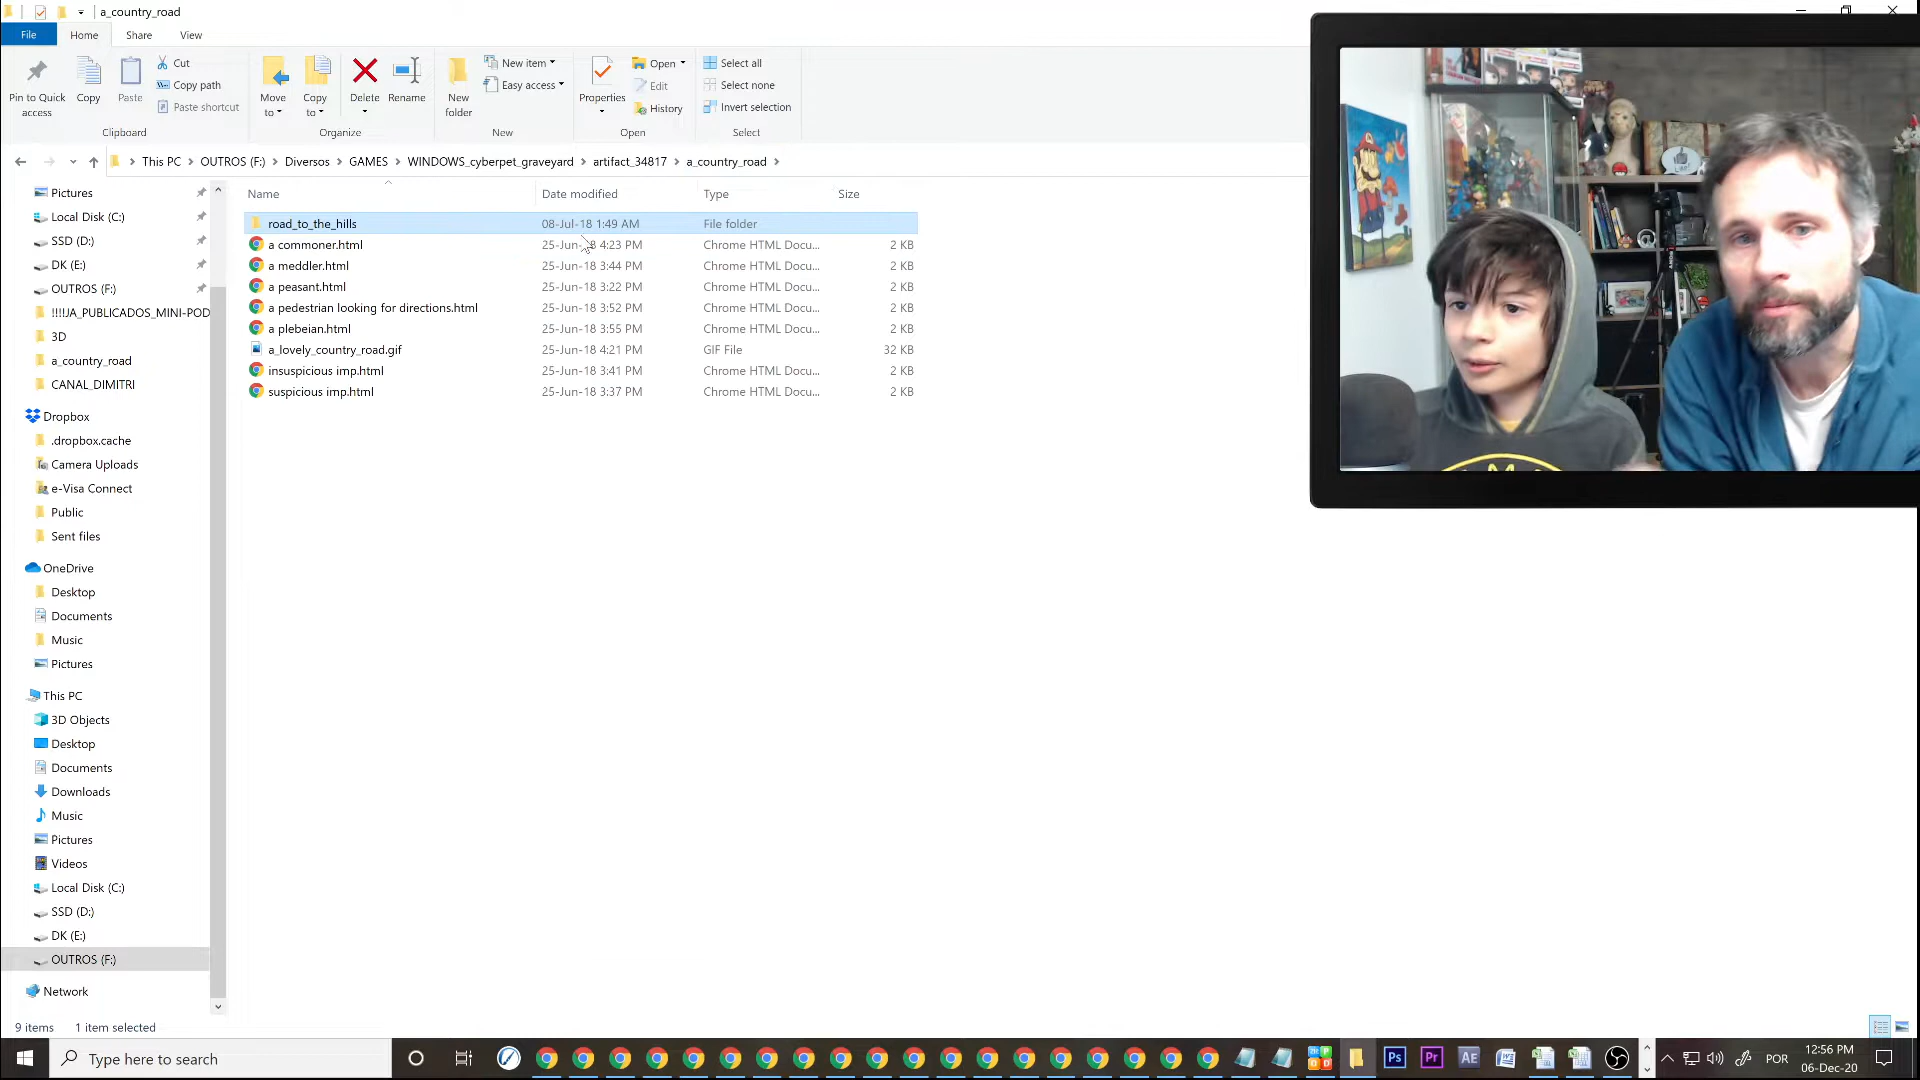 a_country_road
File Home Share View
Pin to Quick access
Copy
Paste
Cut
Copy path
Paste shortcut
Clipboard
Move to
Copy to
Delete
Rename
Organize
New folder
New item
Easy access
New
Properties
Open
Edit
History
Open
Select all
Select none
Invert selection
Select
This PC > OUTROS (F:) > Diversos > GAMES > WINDOWS_cyberpet_graveyard > artifact_34817 > a_country_road >
Name Date modified Type Size
road_to_the_hills 08-Jul-18 1:49 AM File folder
a commoner.html 25-Jun-18 4:23 PM Chrome HTML Docu... 2 KB
a meddler.html 25-Jun-18 3:44 PM Chrome HTML Docu... 2 KB
a peasant.html 25-Jun-18 3:22 PM Chrome HTML Docu... 2 KB
a pedestrian looking for directions.html 25-Jun-18 3:52 PM Chrome HTML Docu... 2 KB
a plebeian.html 25-Jun-18 3:55 PM Chrome HTML Docu... 2 KB
a_lovely_country_road.gif 25-Jun-18 4:21 PM GIF File 32 KB
insuspicious imp.html 25-Jun-18 3:41 PM Chrome HTML Docu... 2 KB
suspicious imp.html 25-Jun-18 3:37 PM Chrome HTML Docu... 2 KB
Pictures
Local Disk (C:)
SSD (D:)
DK (E:)
OUTROS (F:)
!!!!JA_PUBLICADOS_MINI-POD
3D
a_country_road
CANAL_DIMITRI
Dropbox
.dropbox.cache
Camera Uploads
e-Visa Connect
Public
Sent files
OneDrive
Desktop
Documents
Music
Pictures
This PC
3D Objects
Desktop
Documents
Downloads
Music
Pictures
Videos
Local Disk (C:)
SSD (D:)
DK (E:)
OUTROS (F:)
Network
9 items 1 item selected
Type here to search
Ps Pr AE
POR
12:56 PM
06-Dec-20